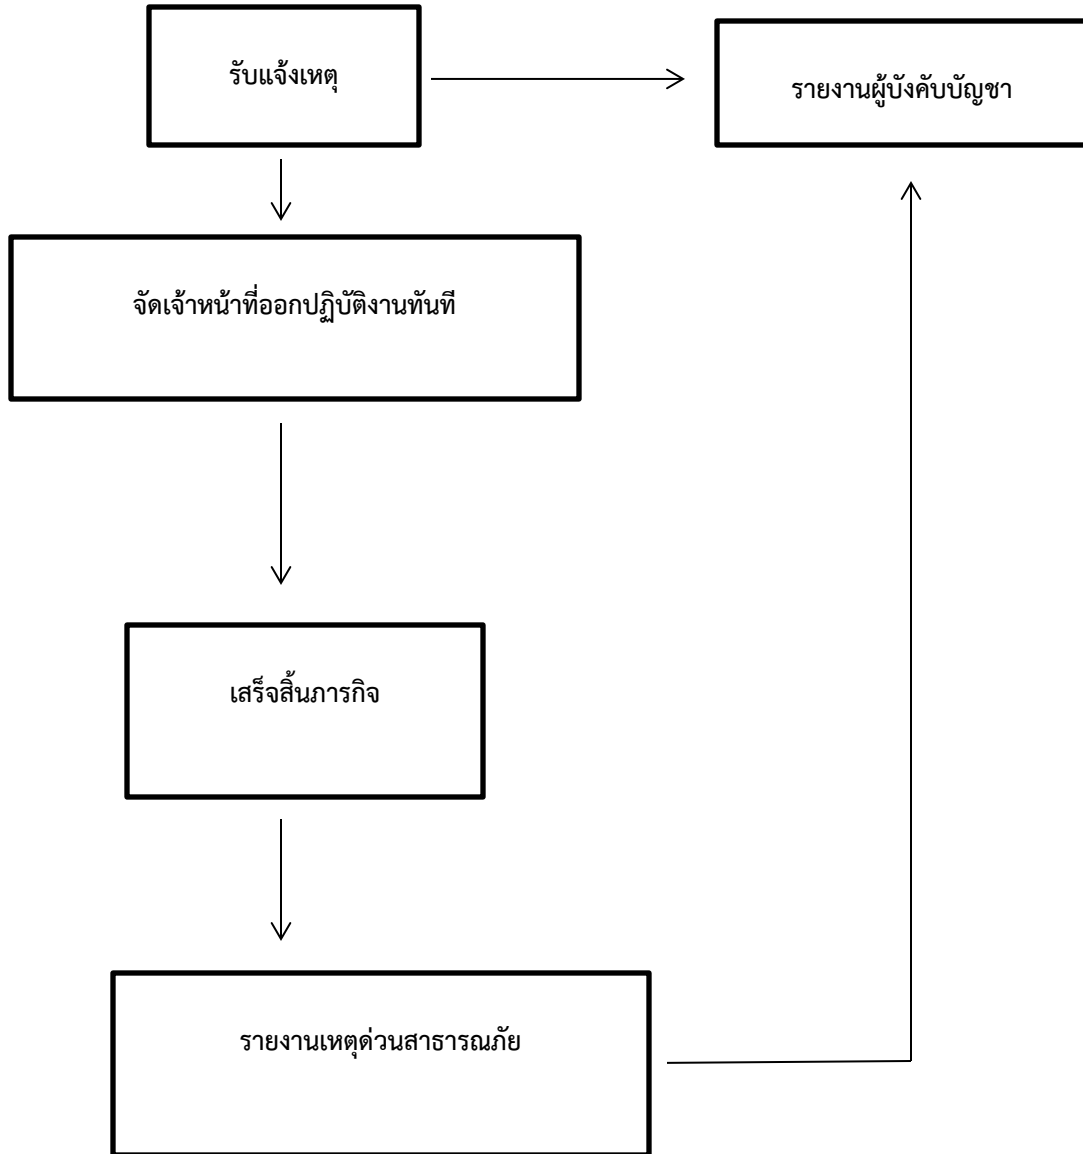 รับแจ้งเหตุ
รายงานผู้บังคับบัญชา
จัดเจ้าหน้าที่ออกปฏิบัติงานทันที
เสร็จสิ้นภารกิจ
รายงานเหตุด่วนสาธารณภัย